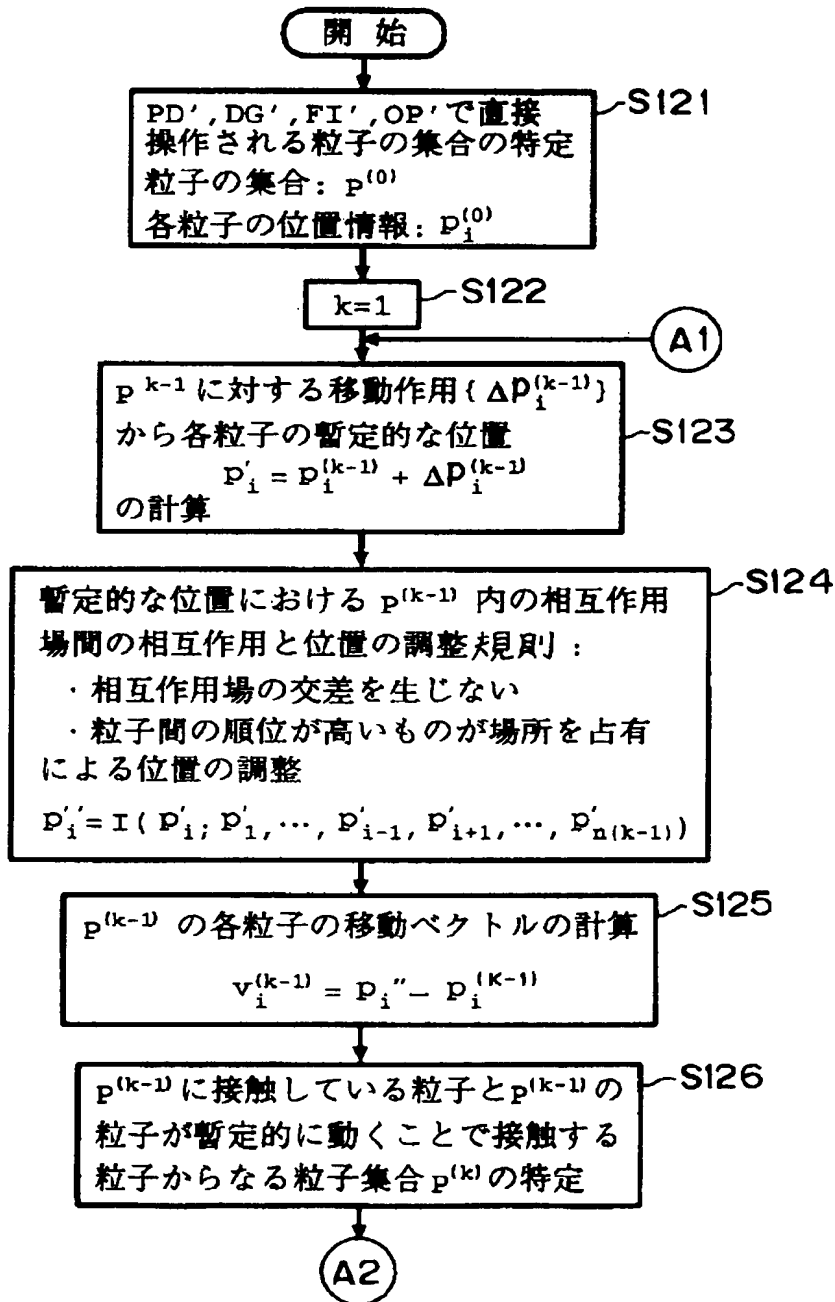 開 始
S121
PD',DG',FI',OP'で直接
操作される粒子の集合の特定
粒子の集合: P^(0)
各粒子の位置情報: p_i^(0)
S122
k=1
A1
S123
P^k-1 に対する移動作用{ Δp_i^(k-1) }
から各粒子の暫定的な位置
p'_i = p_i^(k-1) + Δp_i^(k-1)
の計算
S124
暫定的な位置における P^(k-1) 内の相互作用
場間の相互作用と位置の調整規則:
・相互作用場の交差を生じない
・粒子間の順位が高いものが場所を占有
による位置の調整
p''_i = I( p'_i; p'_1, …, p'_i-1, p'_i+1, …, p'_n(k-1) )
S125
P^(k-1) の各粒子の移動ベクトルの計算
v_i^(k-1) = p_i'' − p_i^(K-1)
S126
P^(k-1) に接触している粒子とP^(k-1) の
粒子が暫定的に動くことで接触する
粒子からなる粒子集合P^(k) の特定
A2